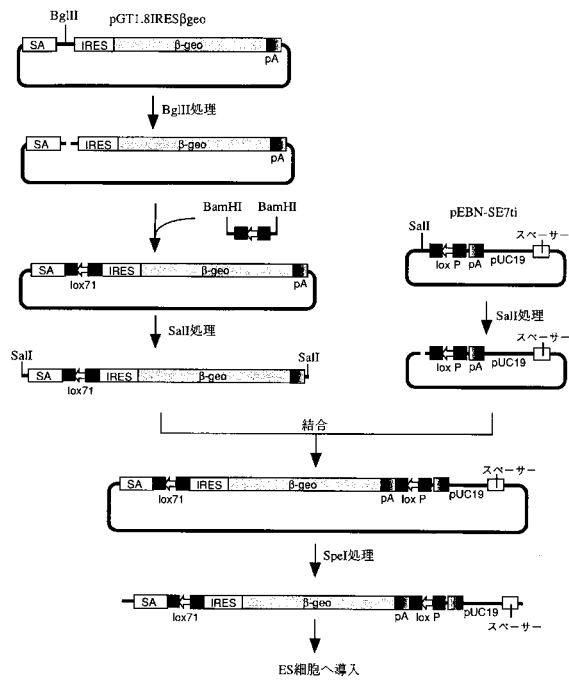 pGT1.8IRESβgeo
BglII
SA
IRES
β-geo
pA
BglII処理
SA
IRES
β-geo
pA
BamHI
BamHI
pEBN-SE7ti
SalI
スペーサー
lox P
pA
pUC19
SA
lox71
IRES
β-geo
pA
SalI処理
SalI処理
SalI
SalI
SA
lox71
IRES
β-geo
lox P
pA
pUC19
スペーサー
結合
スペーサー
SA
lox71
IRES
β-geo
pA
lox P
pUC19
SpeI処理
SA
lox71
IRES
β-geo
pA
lox P
pUC19
スペーサー
ES細胞へ導入